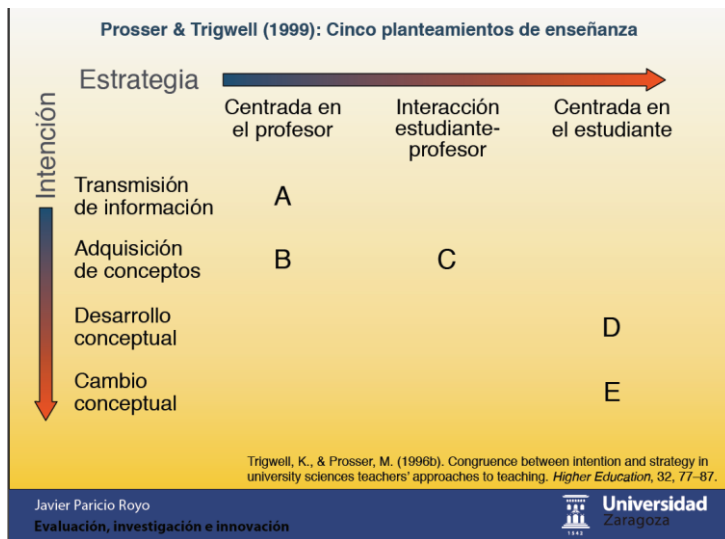 Prosser & Trigwell (1999): Cinco planteamientos de enseñanza
Estrategia
Intención
Centrada en
el profesor
Interacción
estudiante-
profesor
Centrada en
el estudiante
Transmisión
de información
A
Adquisición
de conceptos
B
C
Desarrollo
conceptual
D
Cambio
conceptual
E
Trigwell, K., & Prosser, M. (1996b). Congruence between intention and strategy in
university sciences teachers' approaches to teaching. Higher Education, 32, 77–87.
Javier Paricio Royo
Evaluación, investigación e innovación
Universidad
Zaragoza
1542